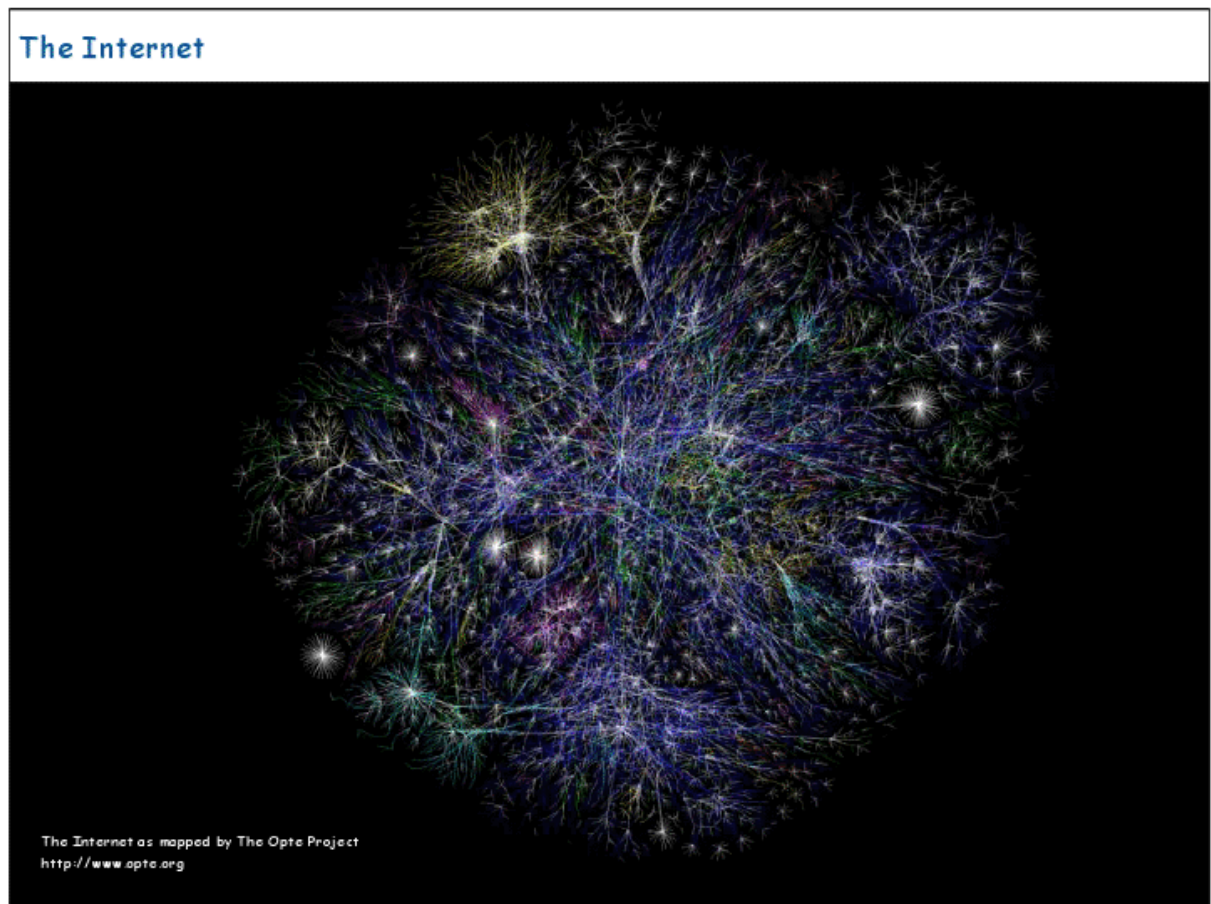 The Internet
The Internet as mapped by The Opte Project
http://www.opte.org